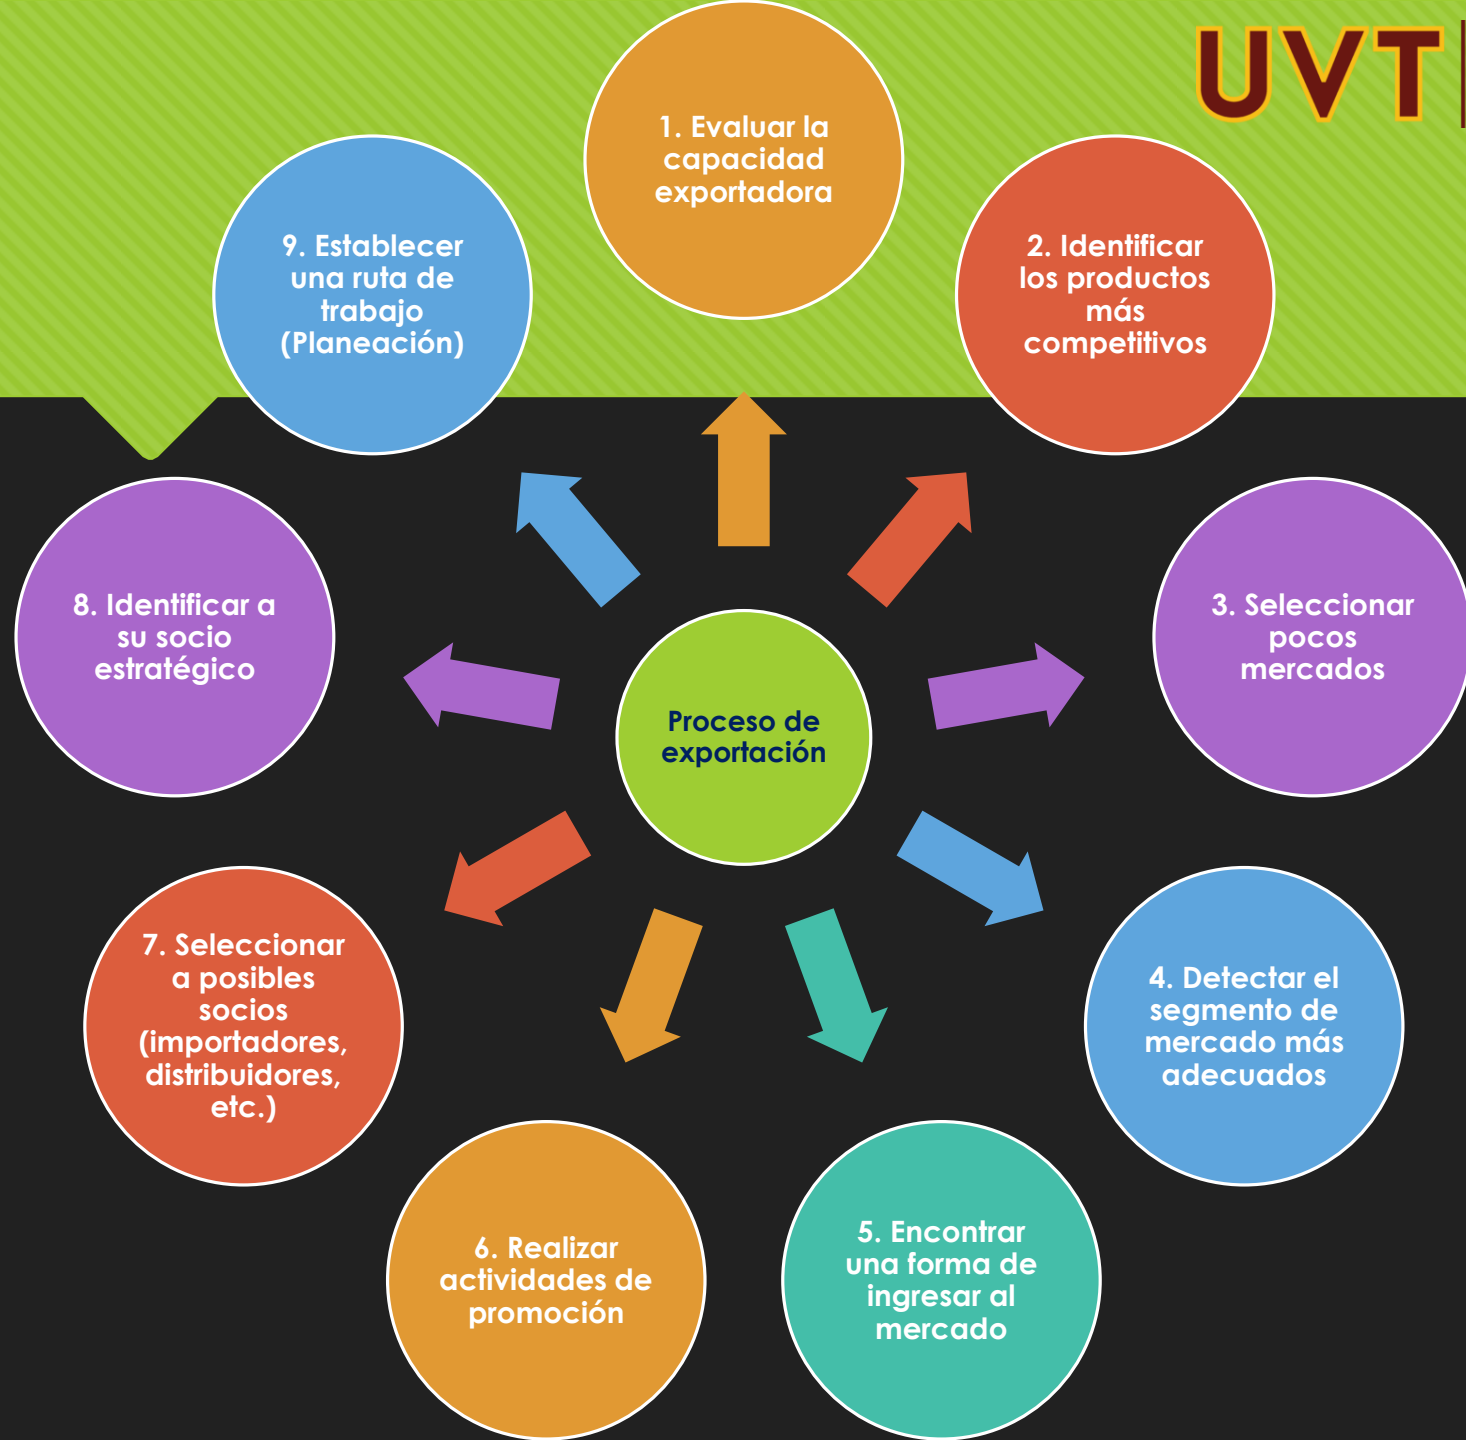 UVT
1. Evaluar la
capacidad
exportadora
2. Identificar
los productos
más
competitivos
3. Seleccionar
pocos
mercados
4. Detectar el
segmento de
mercado más
adecuados
5. Encontrar
una forma de
ingresar al
mercado
6. Realizar
actividades de
promoción
7. Seleccionar
a posibles
socios
(importadores,
distribuidores,
etc.)
8. Identificar a
su socio
estratégico
9. Establecer
una ruta de
trabajo
(Planeación)
Proceso de
exportación